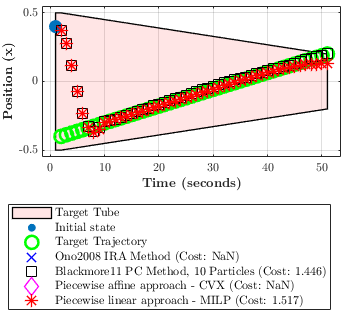 0.5
0
-0.5
Position (x)
0 10 20 30 40 50
Time (seconds)
Target Tube
Initial state
Target Trajectory
Ono2008 IRA Method (Cost: NaN)
Blackmore11 PC Method, 10 Particles (Cost: 1.446)
Piecewise affine approach - CVX (Cost: NaN)
Piecewise linear approach - MILP (Cost: 1.517)